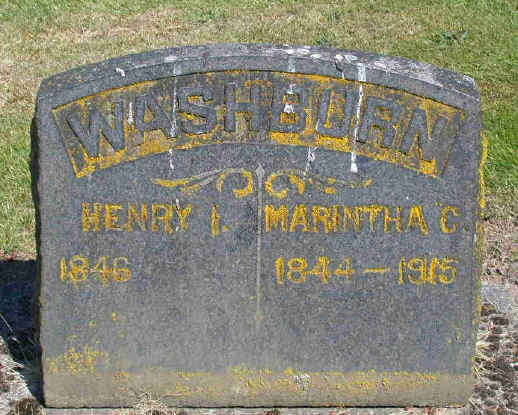 WASHBURN
HENRY I. MARINTHA C.
1846 1844 — 1915